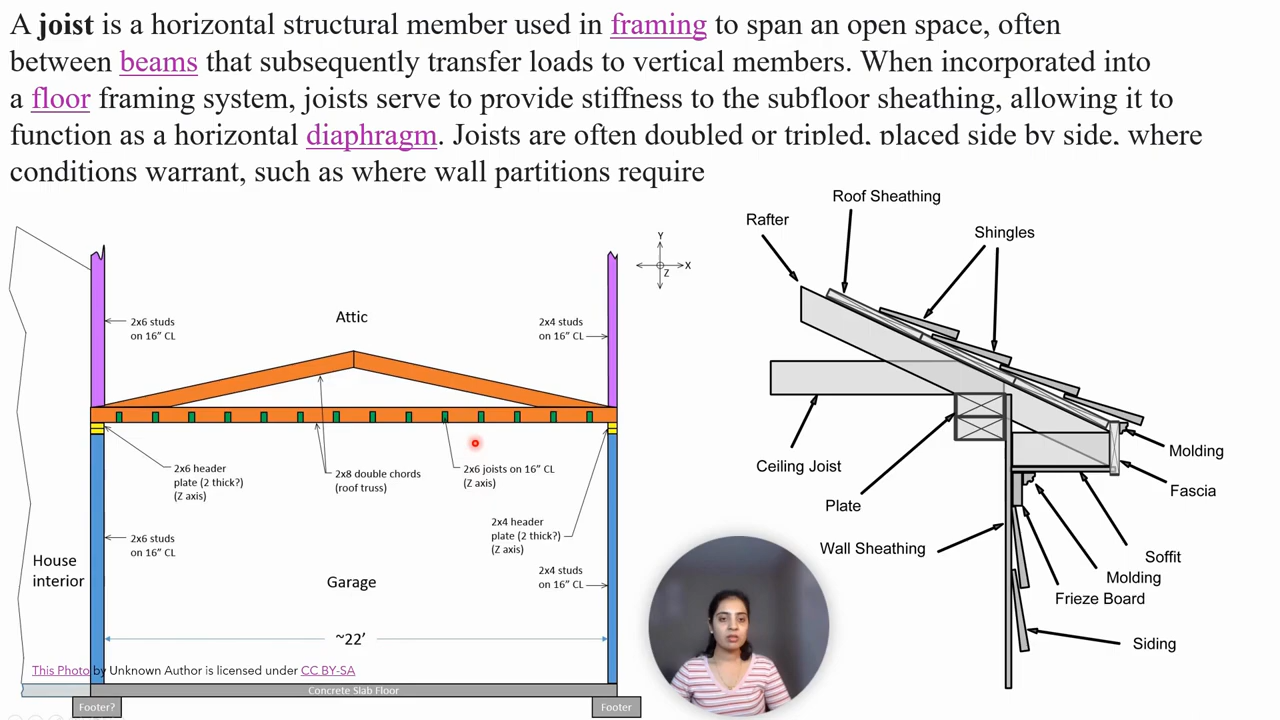 A joist is a horizontal structural member used in framing to span an open space, often
between beams that subsequently transfer loads to vertical members. When incorporated into
a floor framing system, joists serve to provide stiffness to the subfloor sheathing, allowing it to
function as a horizontal diaphragm. Joists are often doubled or tripled, placed side by side, where
conditions warrant, such as where wall partitions require
Attic
2x6 studs
on 16” CL
2x4 studs
on 16” CL
Y
X
Z
2x6 header
plate (2 thick?)
(Z axis)
2x8 double chords
(roof truss)
2x6 joists on 16” CL
(Z axis)
2x4 header
plate (2 thick?)
(Z axis)
2x6 studs
on 16” CL
2x4 studs
on 16” CL
House
interior
Garage
~22’
This Photo by Unknown Author is licensed under CC BY-SA
Concrete Slab Floor
Footer?
Footer
Roof Sheathing
Rafter
Shingles
Ceiling Joist
Plate
Wall Sheathing
Molding
Fascia
Soffit
Molding
Frieze Board
Siding